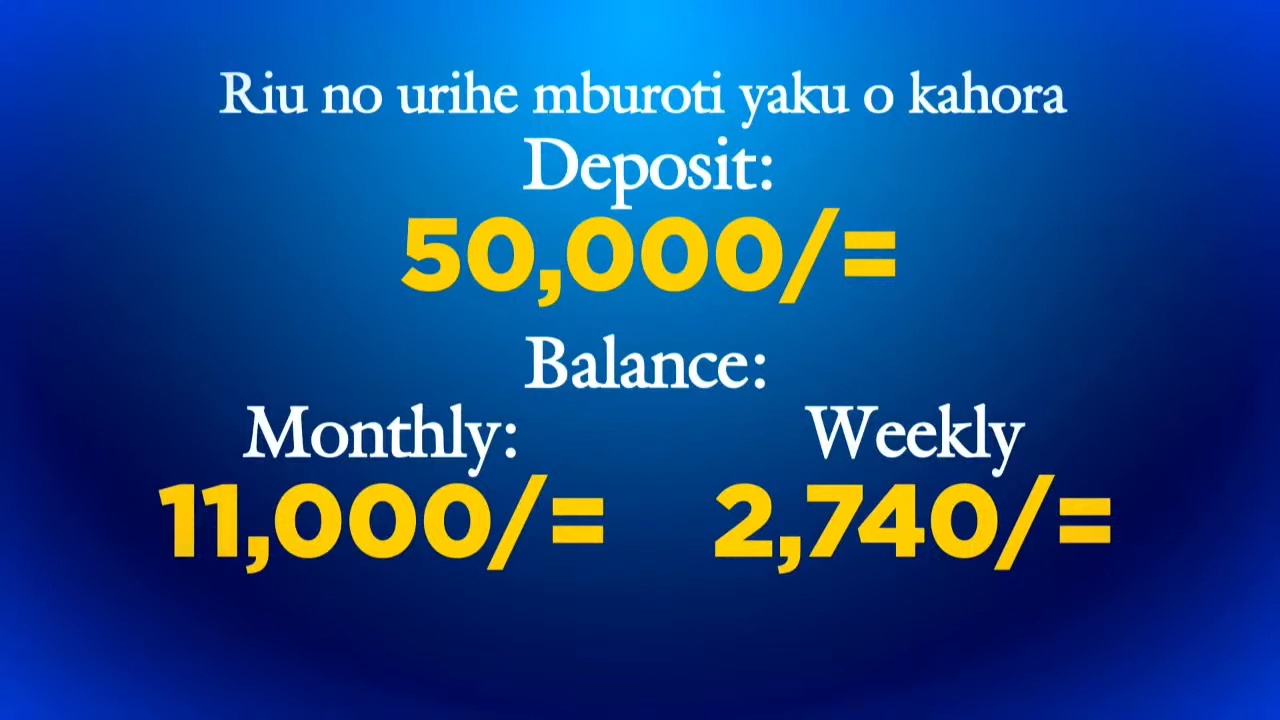 Riu no urihe mburoti yaku o kahora
Deposit:
50,000/=
Balance:
Monthly:
11,000/=
Weekly
2,740/=